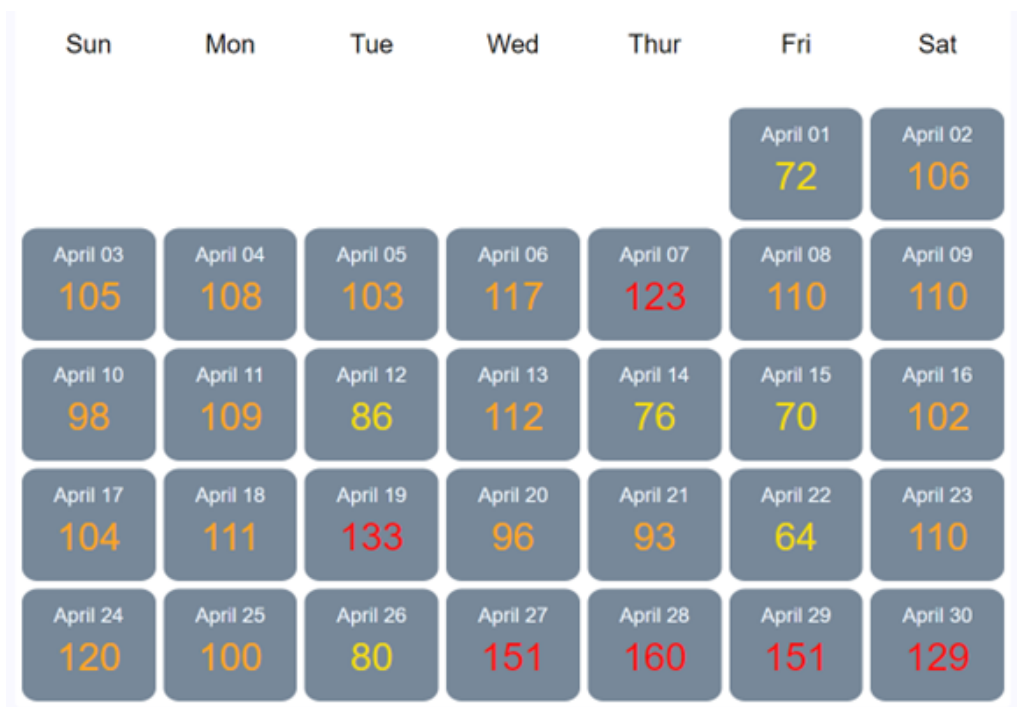 Sun Mon Tue Wed Thur Fri Sat
April 01 April 02
72 106
April 03 April 04 April 05 April 06 April 07 April 08 April 09
105 108 103 117 123 110 110
April 10 April 11 April 12 April 13 April 14 April 15 April 16
98 109 86 112 76 70 102
April 17 April 18 April 19 April 20 April 21 April 22 April 23
104 111 133 96 93 64 110
April 24 April 25 April 26 April 27 April 28 April 29 April 30
120 100 80 151 160 151 129